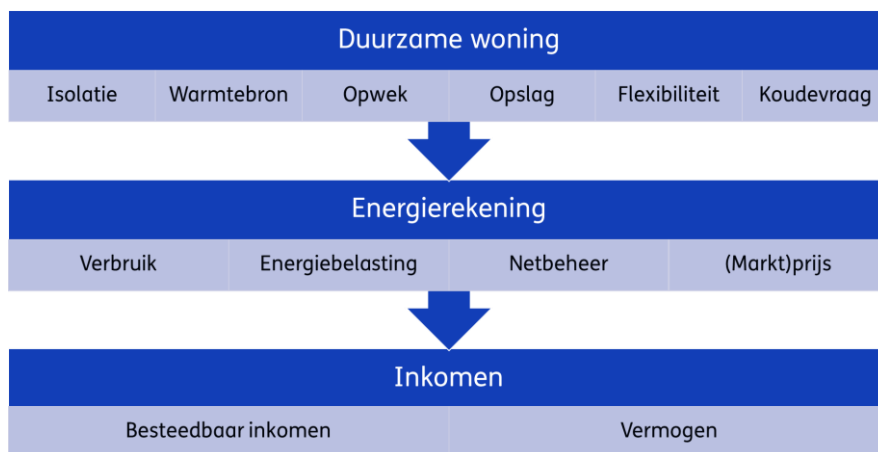 Duurzame woning
Isolatie Warmtebron Opwek Opslag Flexibiliteit Koudevraag
Energierekening
Verbruik Energiebelasting Netbeheer (Markt)prijs
Inkomen
Besteedbaar inkomen Vermogen